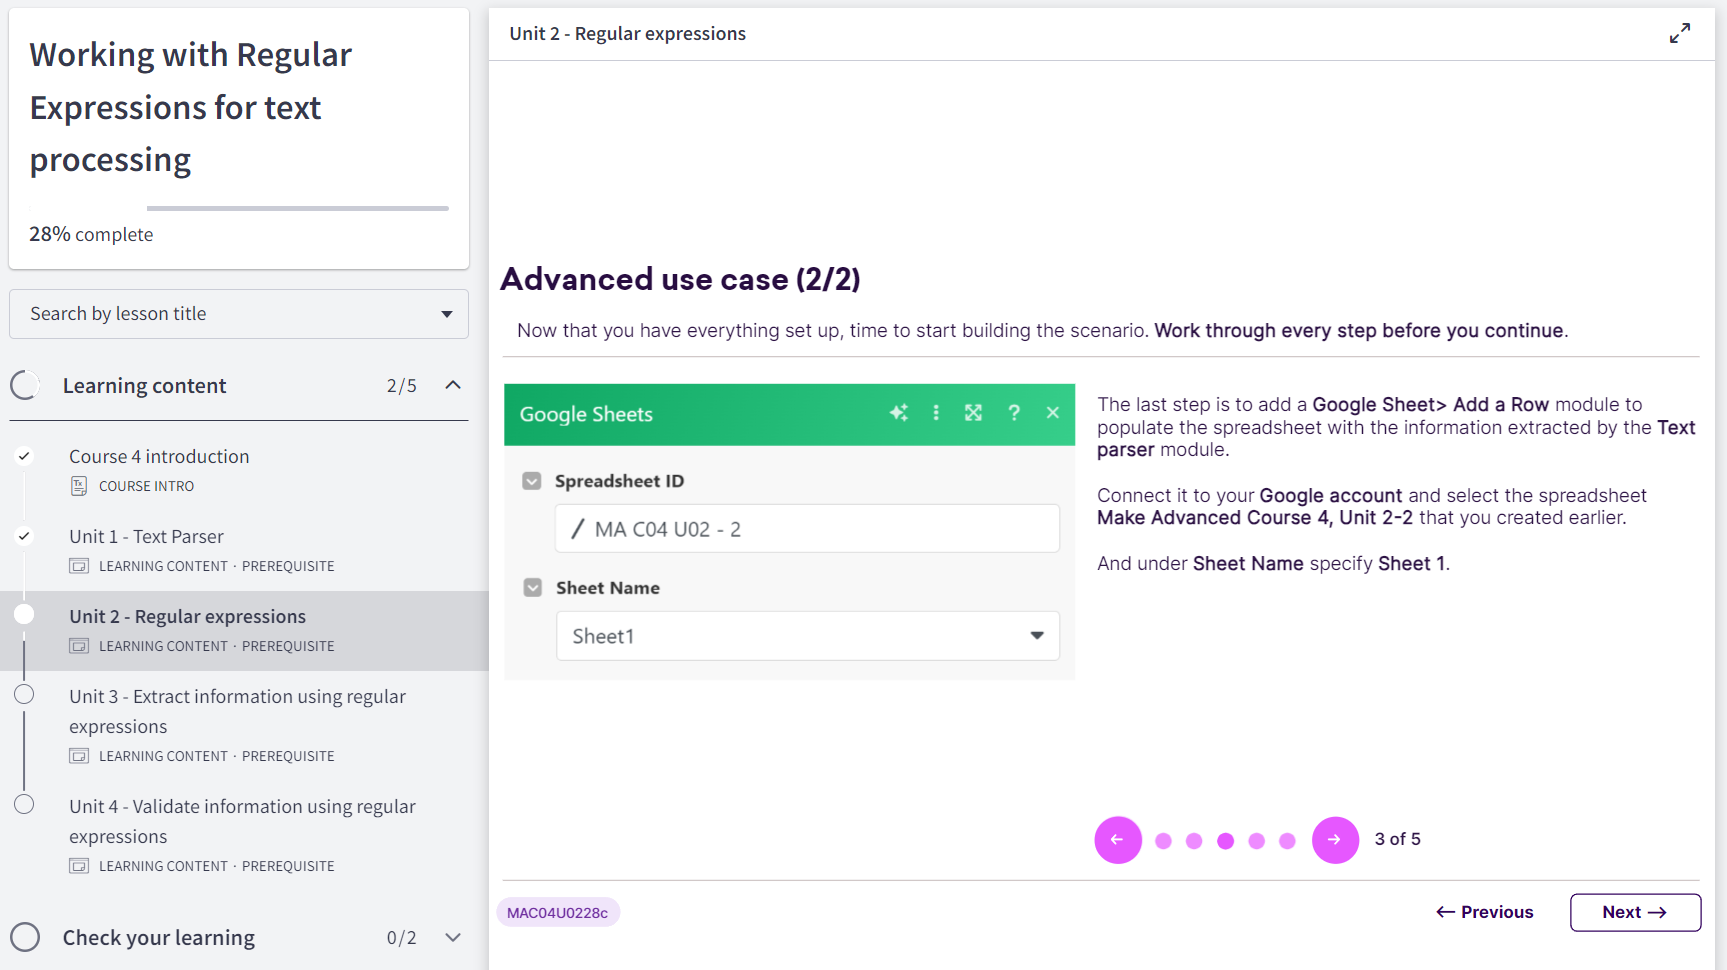 Working with Regular
Expressions for text
processing
28% complete
Search by lesson title
Learning content 2/5
Course 4 introduction
COURSE INTRO
Unit 1 - Text Parser
LEARNING CONTENT · PREREQUISITE
Unit 2 - Regular expressions
LEARNING CONTENT · PREREQUISITE
Unit 3 - Extract information using regular
expressions
LEARNING CONTENT · PREREQUISITE
Unit 4 - Validate information using regular
expressions
LEARNING CONTENT · PREREQUISITE
Check your learning 0/2
Unit 2 - Regular expressions
Advanced use case (2/2)
Now that you have everything set up, time to start building the scenario. Work through every step before you continue.
Google Sheets
Spreadsheet ID
/ MA C04 U02 - 2
Sheet Name
Sheet1
The last step is to add a Google Sheet> Add a Row module to
populate the spreadsheet with the information extracted by the Text
parser module.
Connect it to your Google account and select the spreadsheet
Make Advanced Course 4, Unit 2-2 that you created earlier.
And under Sheet Name specify Sheet 1.
3 of 5
MAC04U0228c
← Previous
Next →